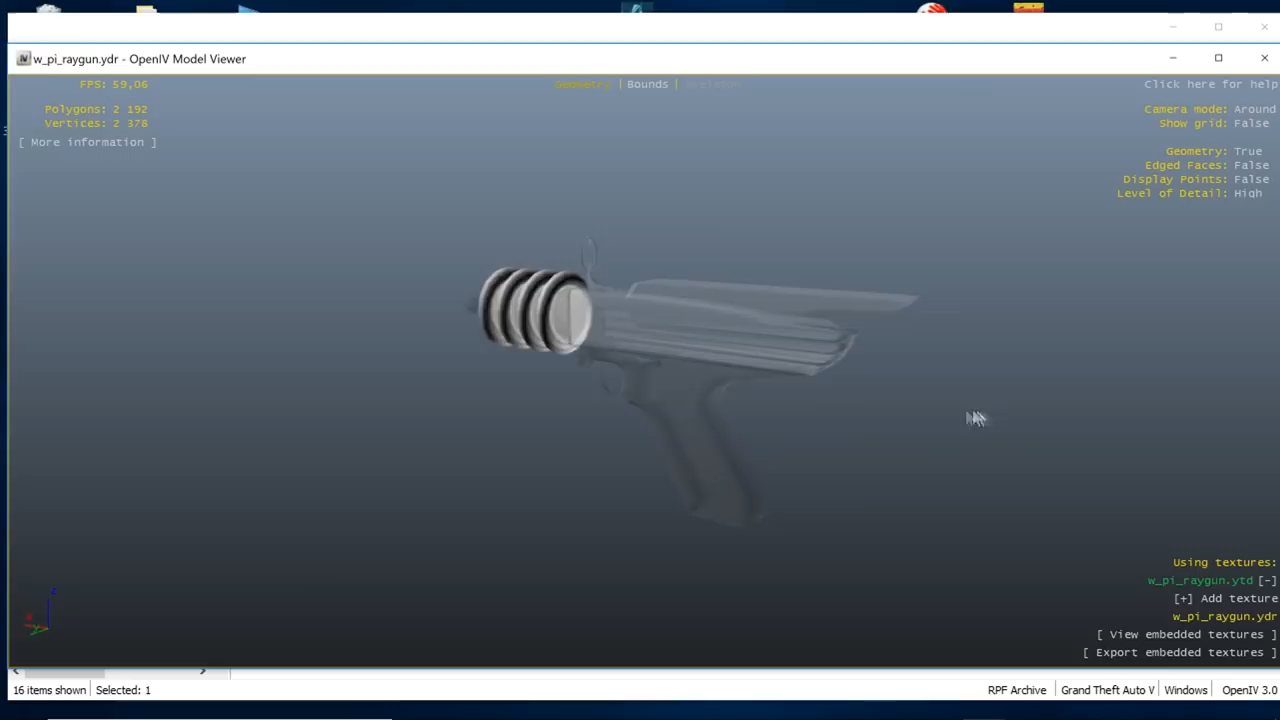 w_pi_raygun.ydr - OpenIV Model Viewer
FPS: 59,06
Geometry | Bounds |
Click here for help
Polygons: 2 192
Vertices: 2 378
[ More information ]
Camera mode: Around
Show grid: False
Geometry: True
Edged Faces: False
Display Points: False
Level of Detail: High
Using textures:
w_pi_raygun.ytd [-]
[+] Add texture
w_pi_raygun.ydr
[ View embedded textures ]
[ Export embedded textures ]
16 items shown
Selected: 1
RPF Archive
Grand Theft Auto V
Windows
OpenIV 3.0